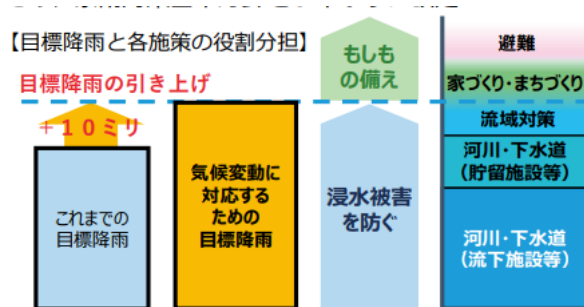 【目標降雨と各施策の役割分担】
目標降雨の引き上げ
+10ミリ
これまでの
目標降雨
気候変動に
対応する
ための
目標降雨
もしも
の備え
浸水被害
を防ぐ
避難
家づくり・まちづくり
流域対策
河川・下水道
(貯留施設等)
河川・下水道
(流下施設等)